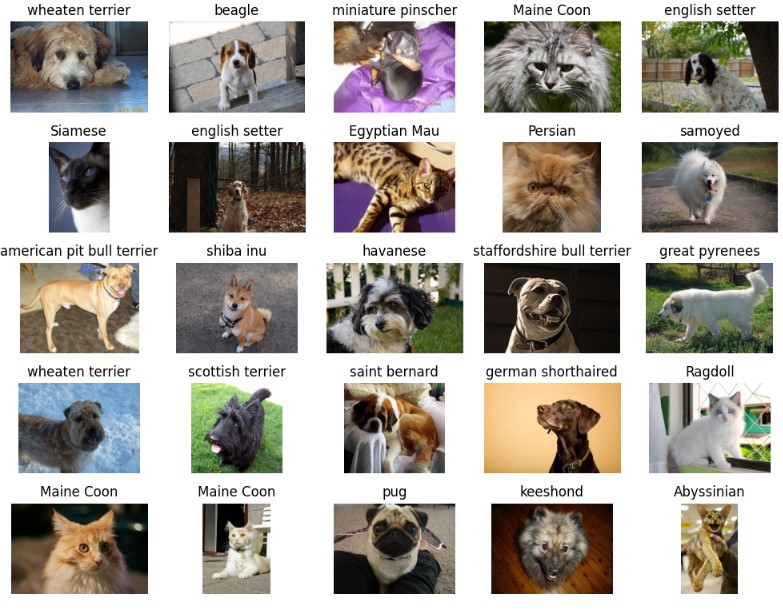 wheaten terrier
beagle
miniature pinscher
Maine Coon
english setter
Siamese
english setter
Egyptian Mau
Persian
samoyed
american pit bull terrier
shiba inu
havanese
staffordshire bull terrier
great pyrenees
wheaten terrier
scottish terrier
saint bernard
german shorthaired
Ragdoll
Maine Coon
Maine Coon
pug
keeshond
Abyssinian